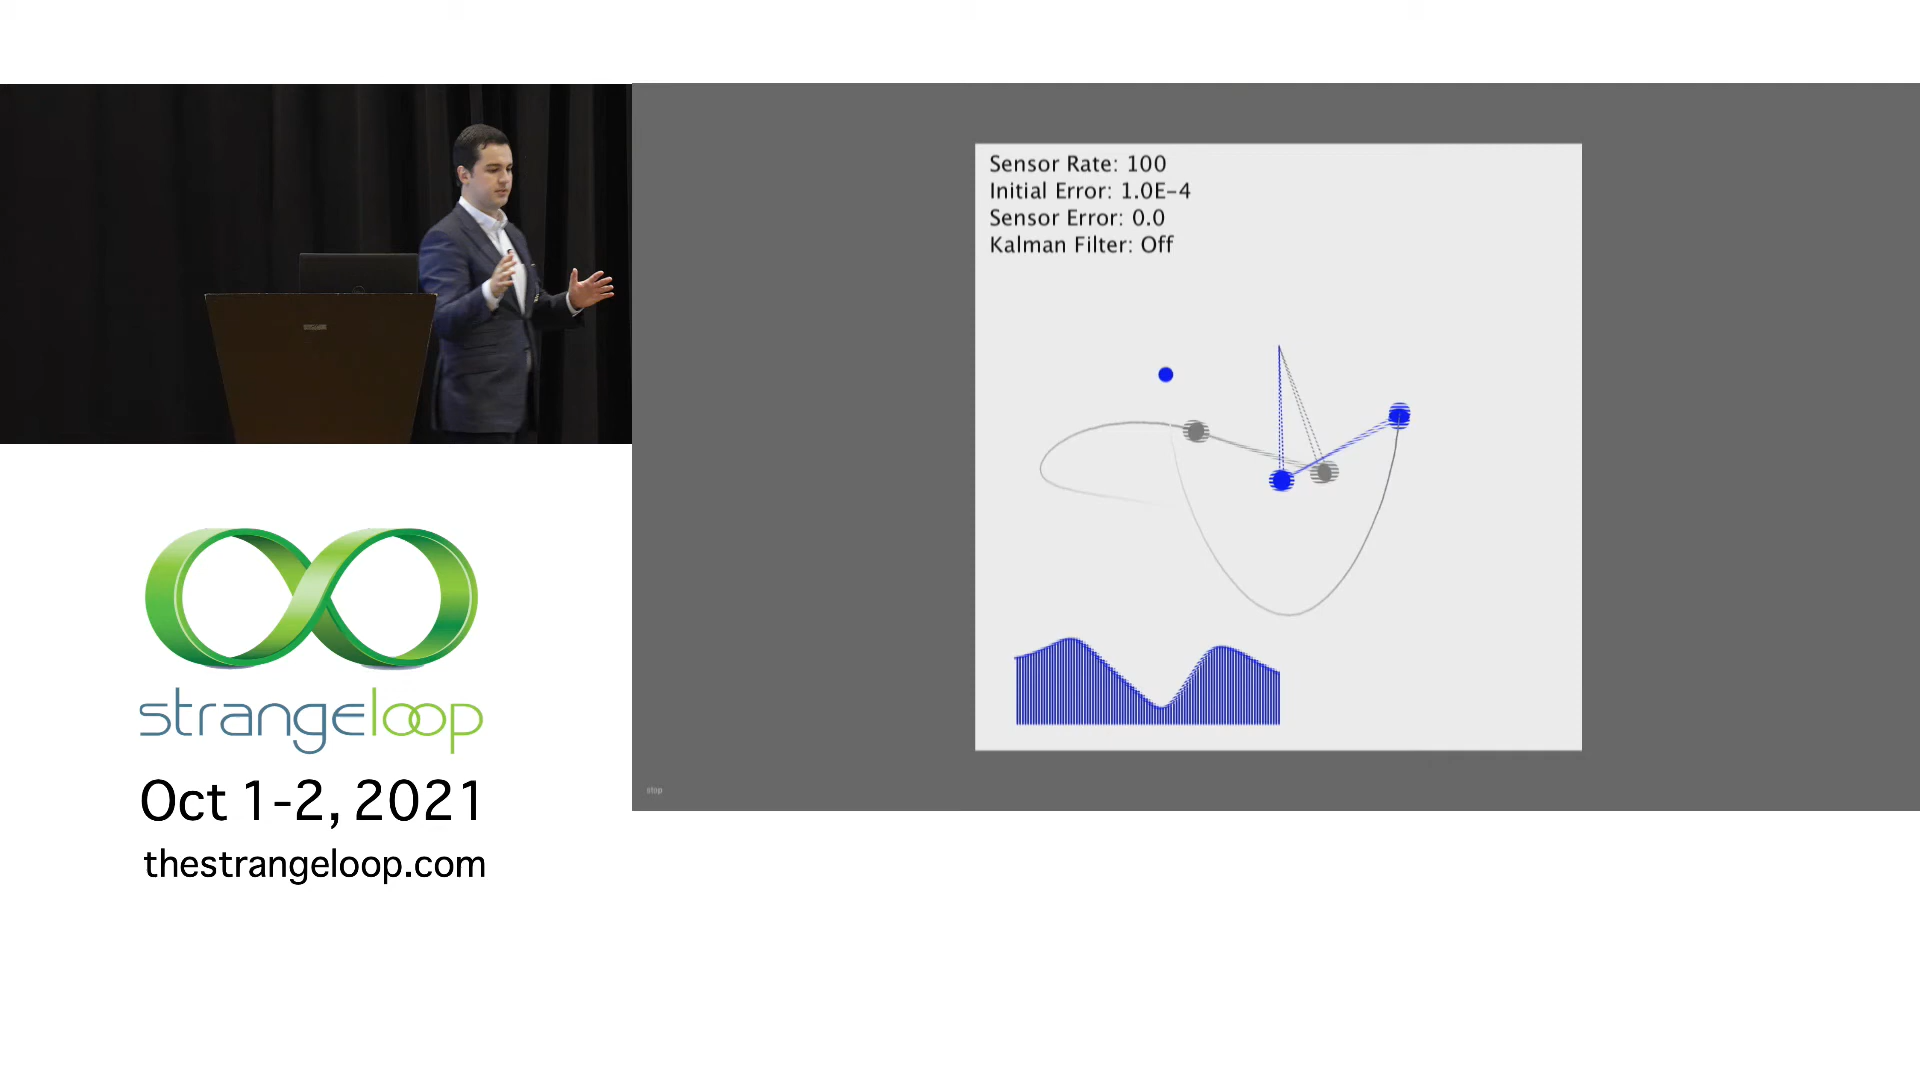 Sensor Rate: 100
Initial Error: 1.0E-4
Sensor Error: 0.0
Kalman Filter: Off
stop
strangeloop
Oct 1-2, 2021
thestrangeloop.com